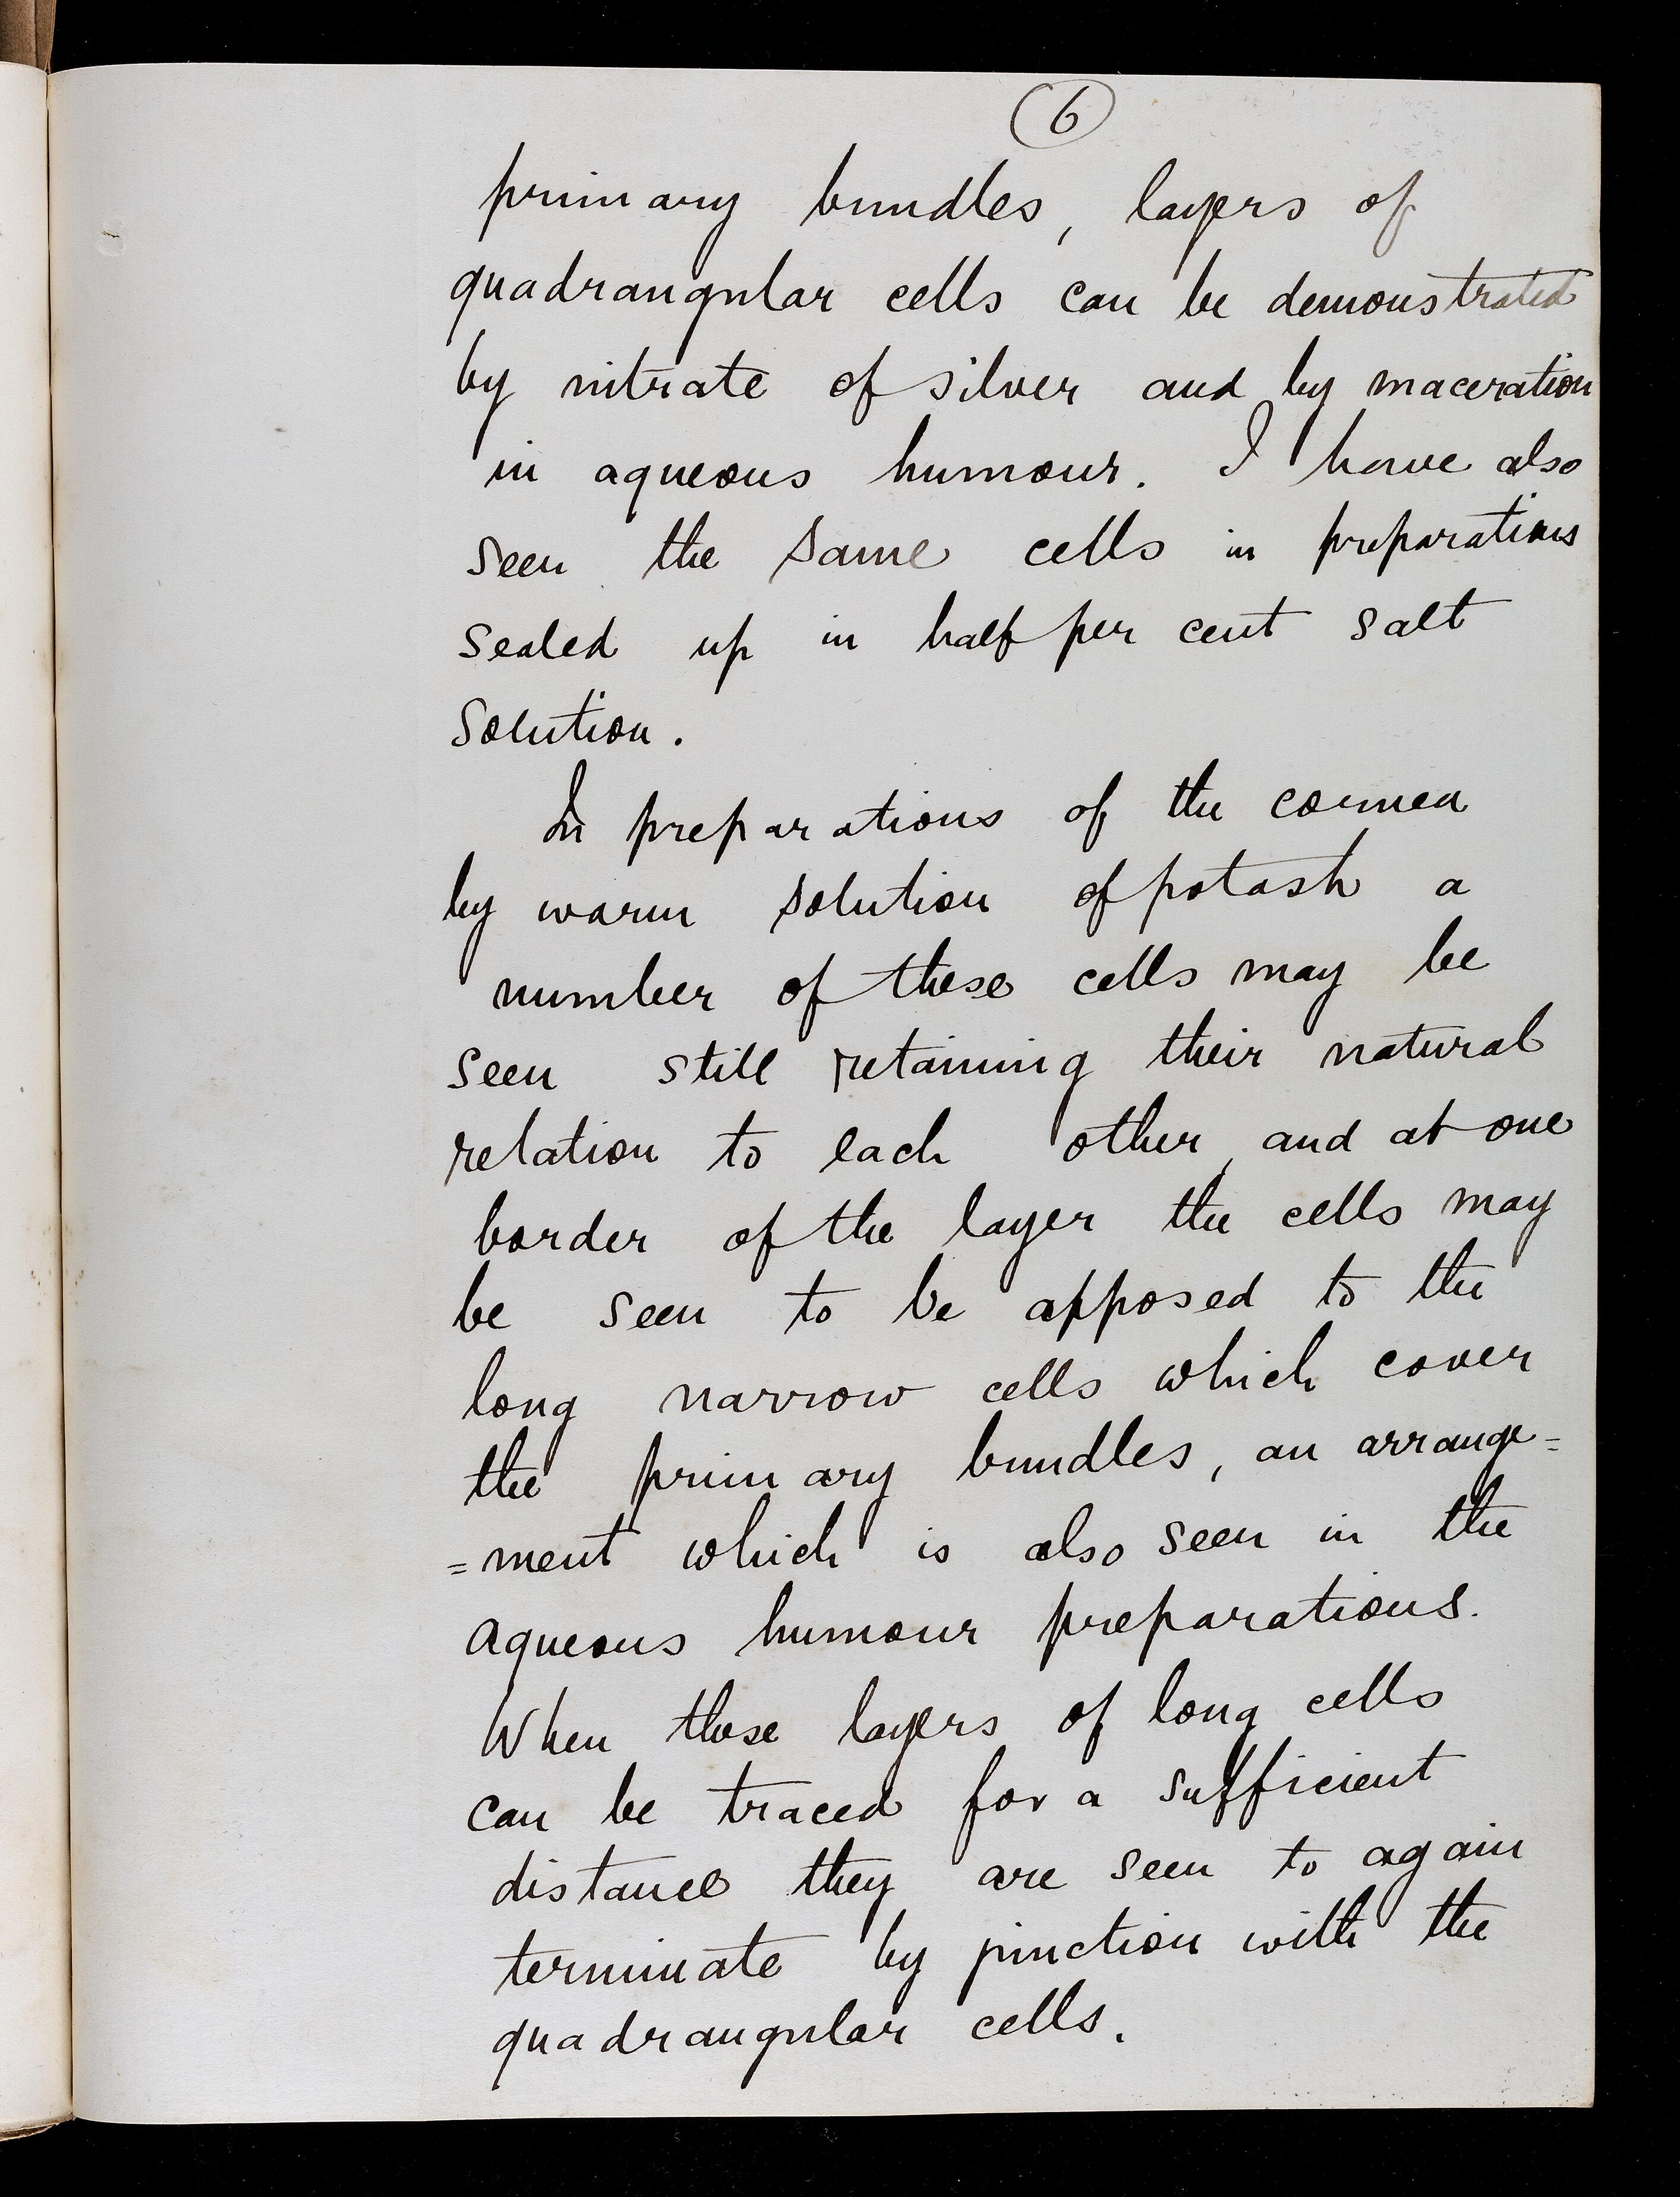 6
primary bundles, layers of
quadrangular cells can be demonstrated
by nitrate of silver and by maceration
in aqueous humour. I have also
seen the same cells in preparations
sealed up in half per cent salt
solution.
In preparations of the cornea
by warm solution of potash a
number of these cells may be
seen still retaining their natural
relation to each other, and at one
border of the layer the cells may
be seen to be apposed to the
long narrow cells which cover
the primary bundles, an arrange=
=ment which is also seen in the
aqueous humour preparations.
When these layers of long cells
can be traced for a sufficient
distance they are seen to again
terminate by junction with the
quadrangular cells.